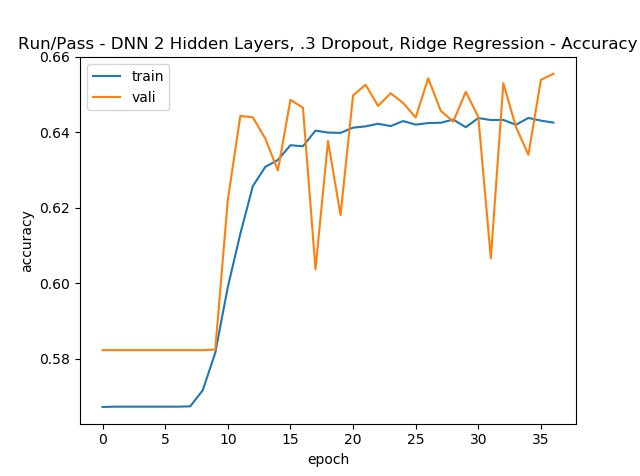 Run/Pass - DNN 2 Hidden Layers, .3 Dropout, Ridge Regression - Accuracy
train
vali
0.66
0.64
0.62
0.60
0.58
accuracy
0 5 10 15 20 25 30 35
epoch